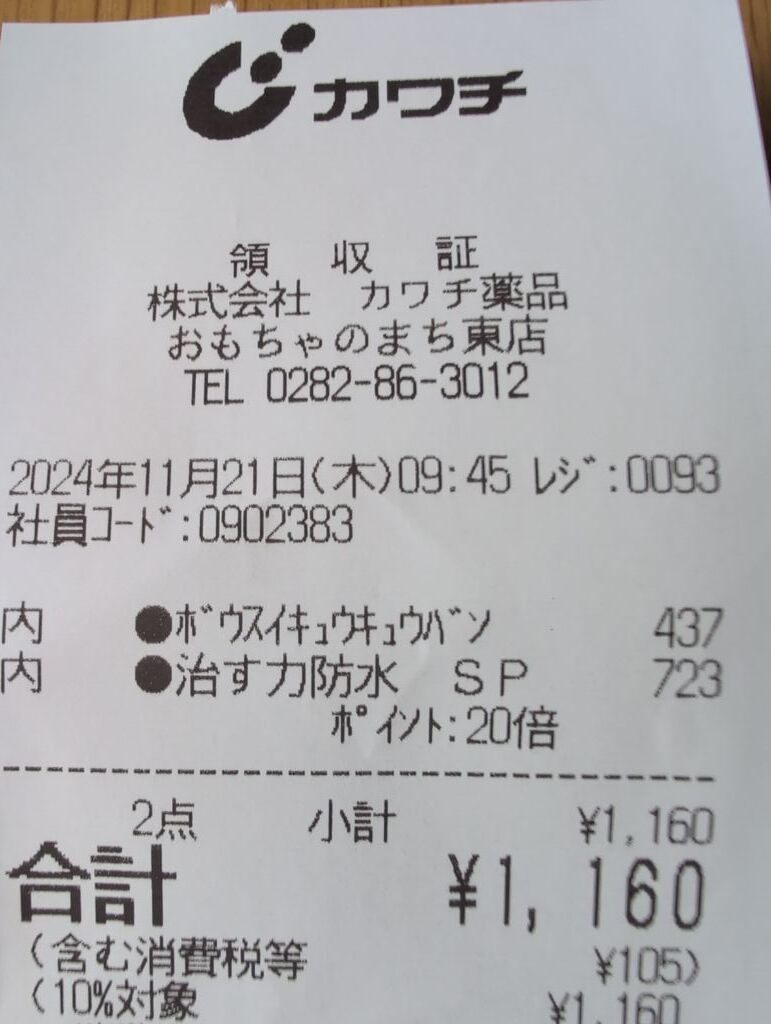 カワチ
領 収 証
株式会社 カワチ薬品
おもちゃのまち東店
TEL 0282-86-3012
2024年11月21日(木)09:45 ﾚｼﾞ:0093
社員ｺｰﾄﾞ:0902383
内 ●ﾎﾞｳｽｲｷｭｳｷｭｳﾊﾞﾝ 437
内 ●治す力防水 ＳＰ 723
ﾎﾟｲﾝﾄ:20倍
2点 小計 ¥1,160
合計 ¥1,160
(含む消費税等 ¥105)
(10%対象 ¥1,160